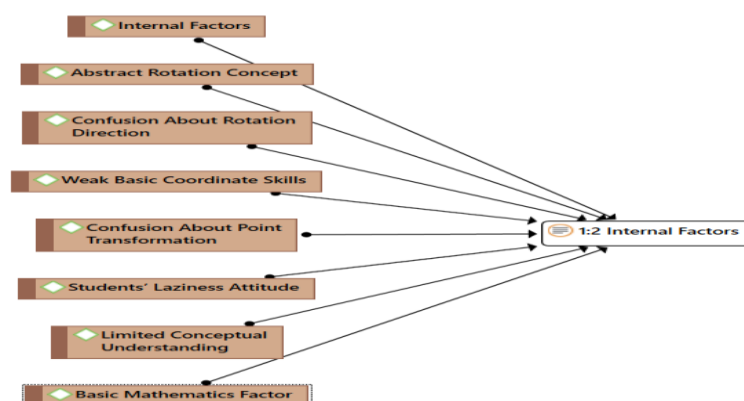 Internal Factors
Abstract Rotation Concept
Confusion About Rotation
Direction
Weak Basic Coordinate Skills
Confusion About Point
Transformation
1:2 Internal Factors
Students´ Laziness Attitude
Limited Conceptual
Understanding
Basic Mathematics Factor